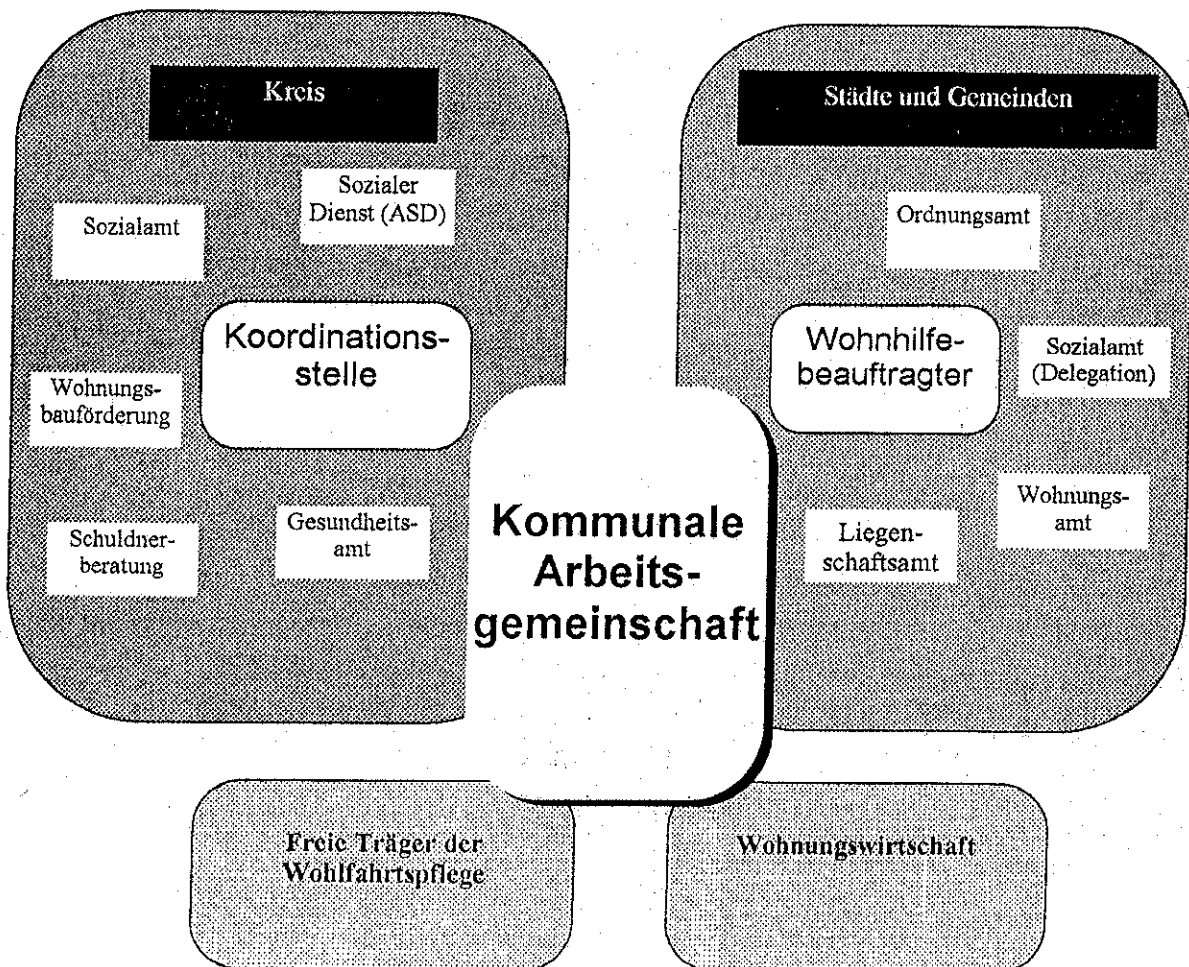 Kreis
Sozialer
Dienst (ASD)
Sozialamt
Koordinations-
stelle
Wohnungs-
bauförderung
Schuldner-
beratung
Gesundheits-
amt
Kommunale
Arbeits-
gemeinschaft
Städte und Gemeinden
Ordnungsamt
Wohnhilfe-
beauftragter
Sozialamt
(Delegation)
Wohnungs-
amt
Liegen-
schaftsamt
Freie Träger der
Wohlfahrtspflege
Wohnungswirtschaft